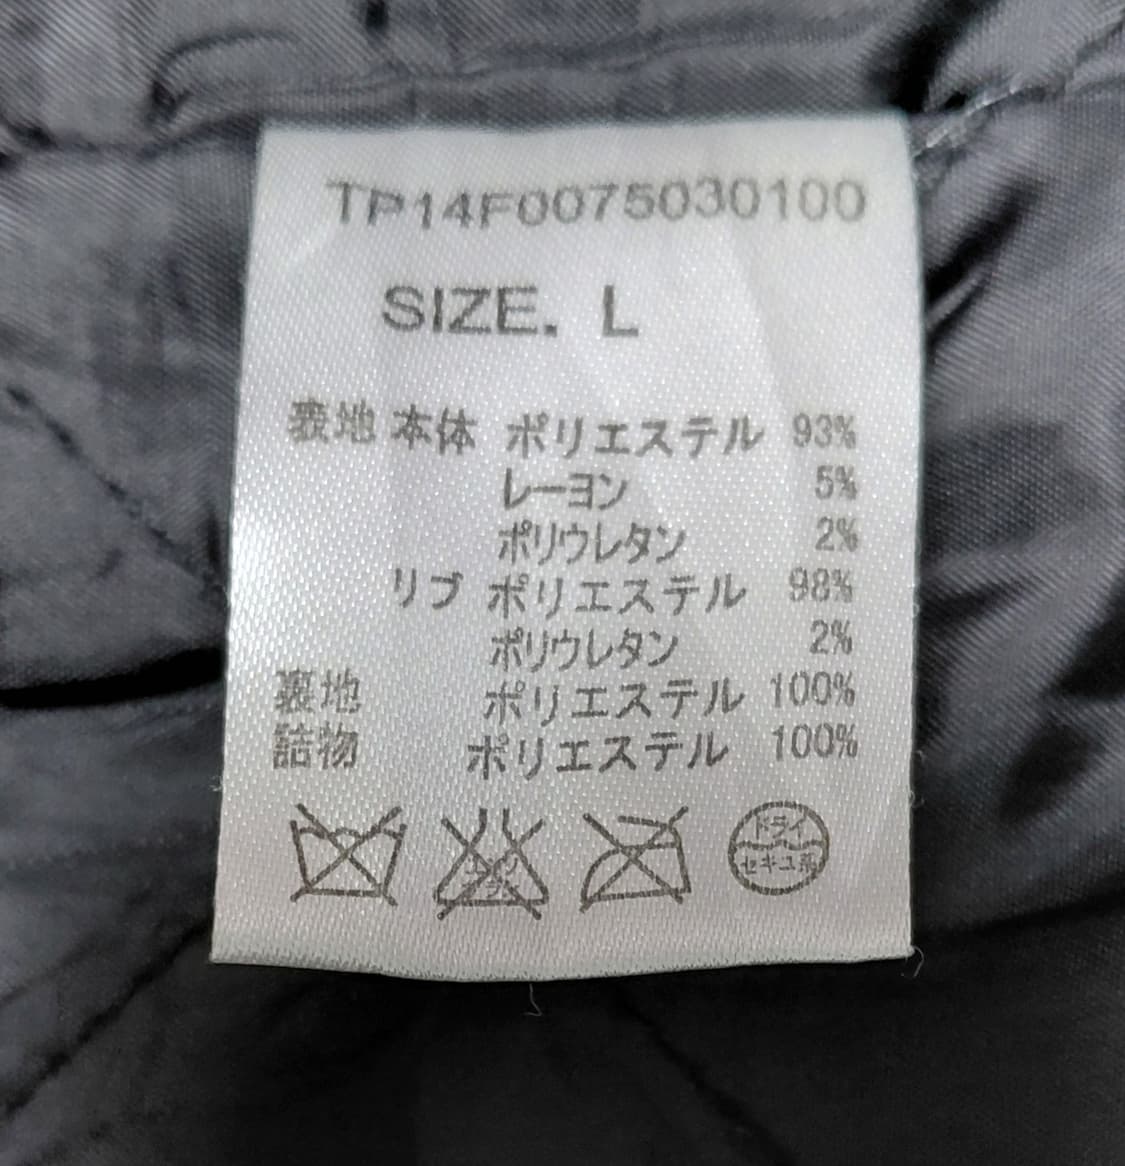 TP14F0075030100
SIZE. L
表地 本体 ポリエステル 93%
レーヨン 5%
ポリウレタン 2%
リブ ポリエステル 98%
ポリウレタン 2%
裏地 ポリエステル 100%
詰物 ポリエステル 100%
ドライ
セキユ系